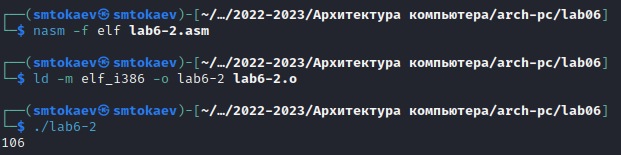 ┌──(smtokaev㉿smtokaev)-[~/…/2022-2023/Архитектура компьютера/arch-pc/lab06]
└─$ nasm -f elf lab6-2.asm
┌──(smtokaev㉿smtokaev)-[~/…/2022-2023/Архитектура компьютера/arch-pc/lab06]
└─$ ld -m elf_i386 -o lab6-2 lab6-2.o
┌──(smtokaev㉿smtokaev)-[~/…/2022-2023/Архитектура компьютера/arch-pc/lab06]
└─$ ./lab6-2
106